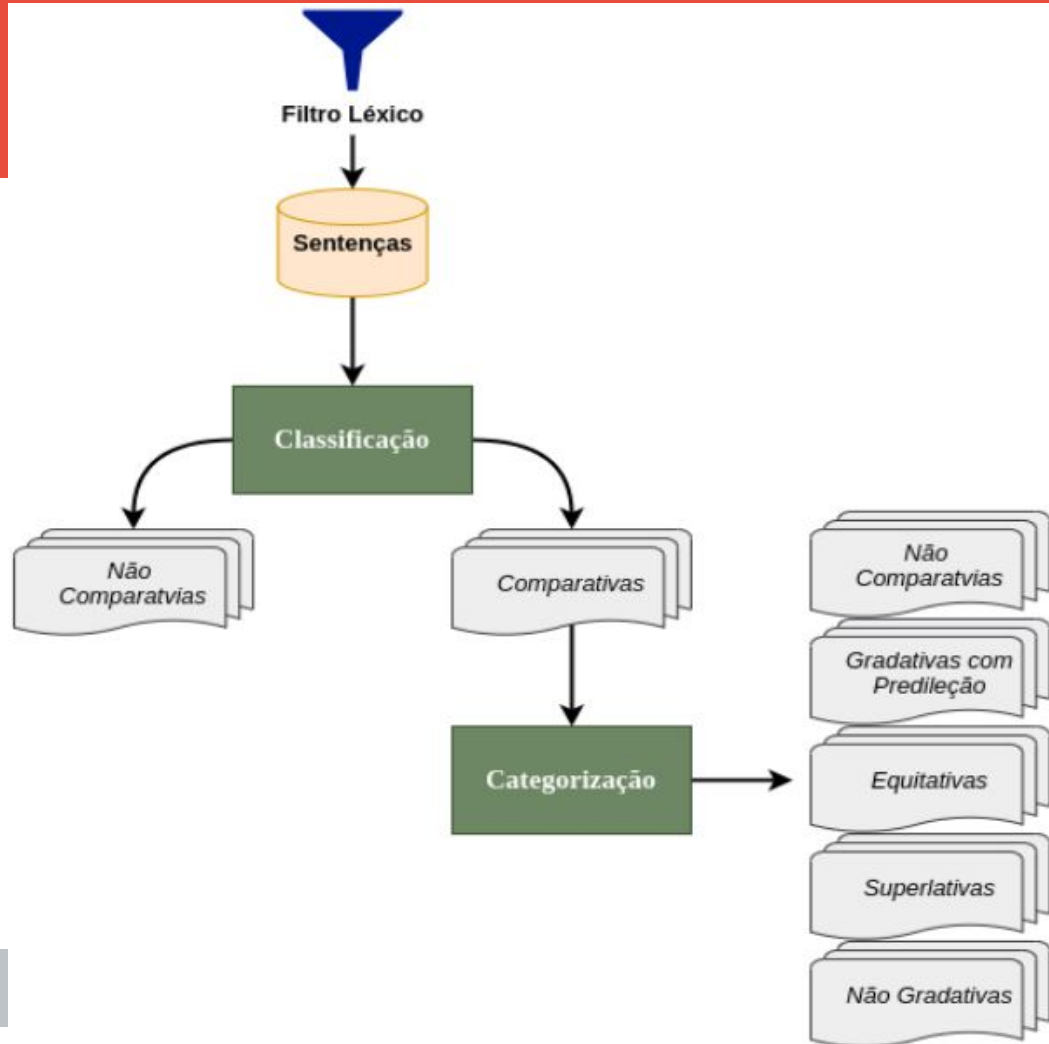 Filtro Léxico
Sentenças
Classificação
Não
Comparatvias
Comparativas
Categorização
Não
Comparatvias
Gradativas com
Predileção
Equitativas
Superlativas
Não Gradativas